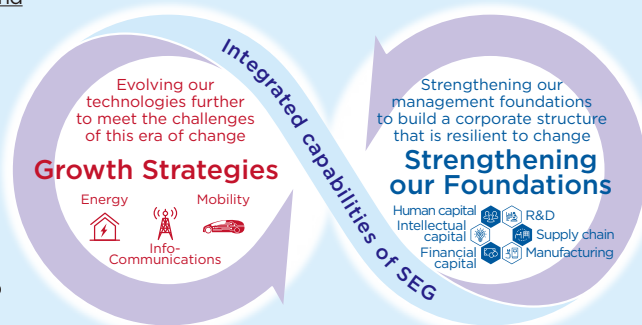 Evolving our
technologies further
to meet the challenges
of this era of change
Growth Strategies
Energy
Mobility
Info-
Communications
Integrated capabilities of SEG
Strengthening our
management foundations
to build a corporate structure
that is resilient to change
Strengthening
our Foundations
Human capital
R&D
Intellectual
capital
Supply chain
Financial
capital
Manufacturing